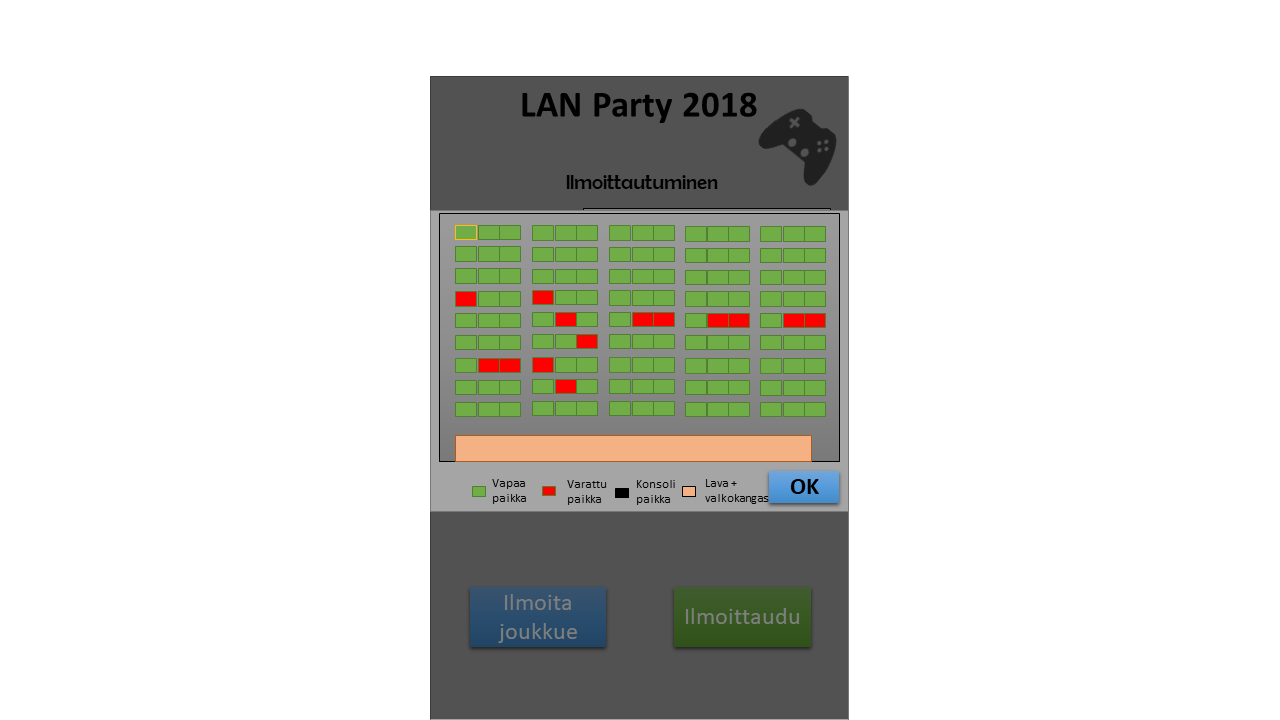 LAN Party 2018
Ilmoittautuminen
Vapaa
paikka
Varattu
paikka
Konsoli
paikka
Lava +
valkokangas
OK
Ilmoita
joukkue
Ilmoittaudu